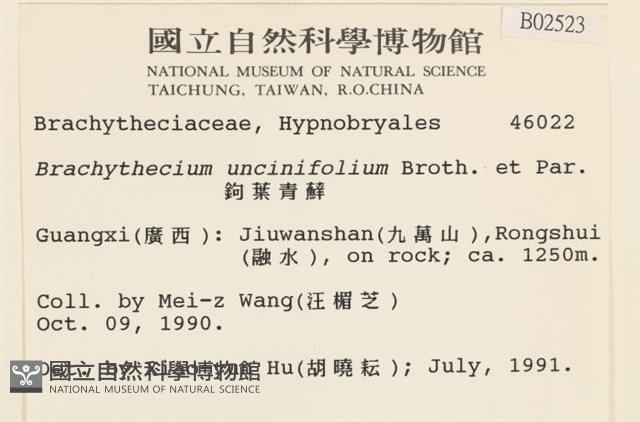 B02523
國立自然科學博物館
NATIONAL MUSEUM OF NATURAL SCIENCE
TAICHUNG, TAIWAN, R.O.CHINA
Brachytheciaceae, Hypnobryales 46022
Brachythecium uncinifolium Broth. et Par.
鉤葉青蘚
Guangxi(廣西): Jiuwanshan(九萬山),Rongshui
(融水), on rock; ca. 1250m.
Coll. by Mei-z Wang(汪楣芝)
Oct. 09, 1990.
Hu(胡曉耘); July, 1991.
國立自然科學博物館
NATIONAL MUSEUM OF NATURAL SCIENCE